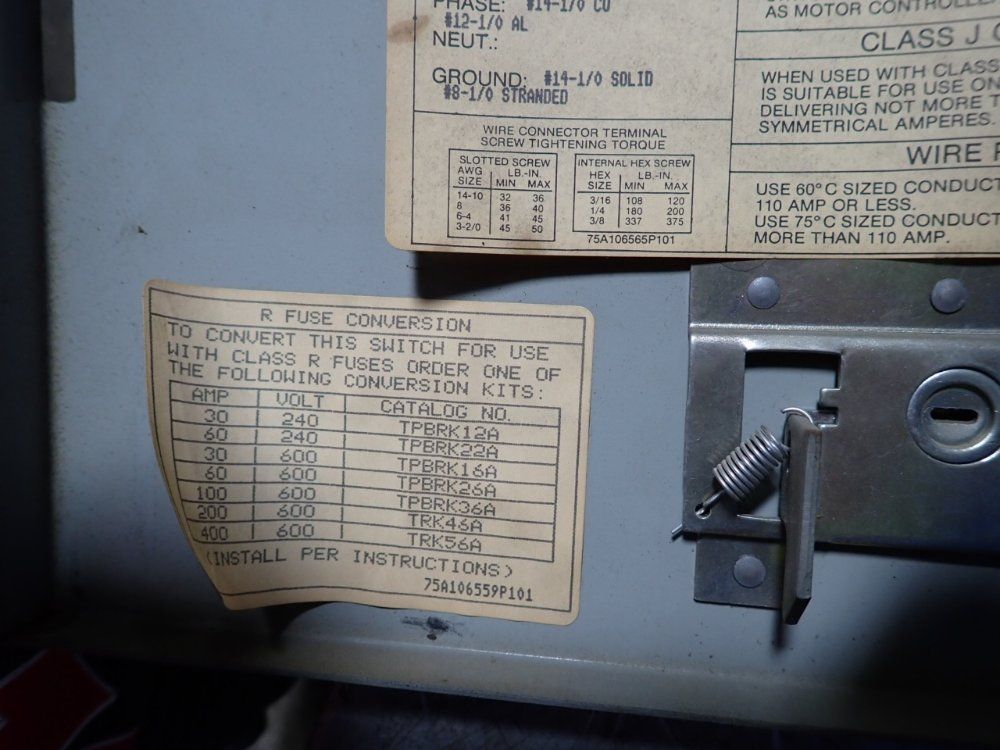 PHASE: #14-1/0 CU
#12-1/0 AL
NEUT.:
GROUND: #14-1/0 SOLID
#8-1/0 STRANDED
WIRE CONNECTOR TERMINAL
SCREW TIGHTENING TORQUE
SLOTTED SCREW
AWG SIZE LB.-IN. MIN MAX
14-10 32 36
8 36 40
6-4 41 45
3-2/0 45 50
INTERNAL HEX SCREW
HEX SIZE LB.-IN. MIN MAX
3/16 108 120
1/4 180 200
3/8 337 375
75A106565P101
AS MOTOR
CLASS J
WHEN USED WITH CLASS
IS SUITABLE FOR USE ON
DELIVERING NOT MORE T
SYMMETRICAL AMPERES.
WIRE
USE 60°C SIZED CONDUCT
110 AMP OR LESS.
USE 75°C SIZED CONDUCT
MORE THAN 110 AMP.
R FUSE CONVERSION
TO CONVERT THIS SWITCH FOR USE
WITH CLASS R FUSES ORDER ONE OF
THE FOLLOWING CONVERSION KITS:
AMP VOLT CATALOG NO.
30 240 TPBRK12A
60 240 TPBRK22A
30 600 TPBRK16A
60 600 TPBRK26A
100 600 TPBRK36A
200 600 TRK46A
400 600 TRK56A
(INSTALL PER INSTRUCTIONS)
75A106559P101